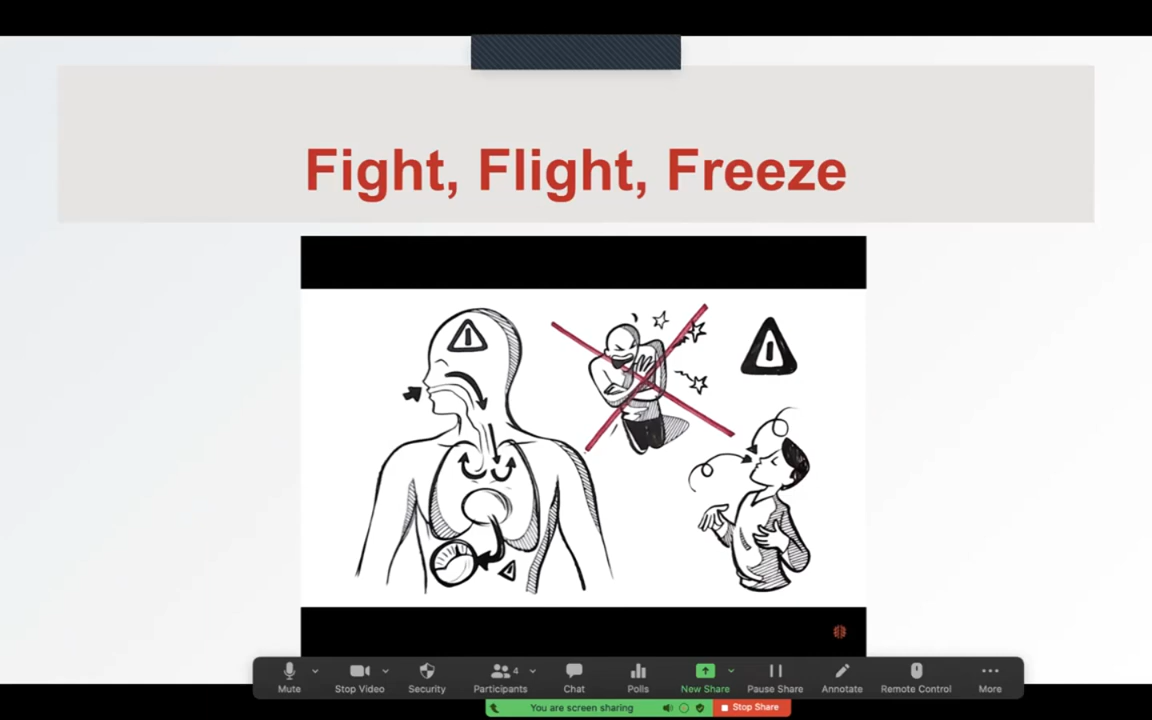 Fight, Flight, Freeze
Mute
Stop Video
Security
4
Participants
Chat
Polls
New Share
Pause Share
Annotate
Remote Control
More
You are screen sharing
Stop Share